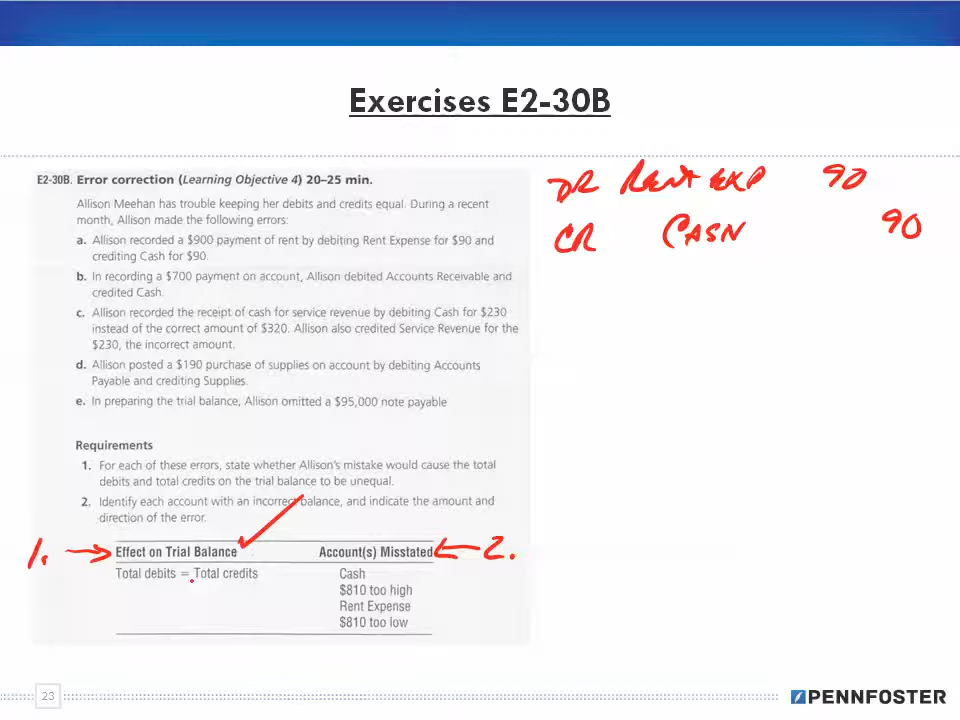 Exercises E2-30B
E2-30B. Error correction (Learning Objective 4) 20–25 min.
Allison Meehan has trouble keeping her debits and credits equal. During a recent
month, Allison made the following errors:
a. Allison recorded a $900 payment of rent by debiting Rent Expense for $90 and
crediting Cash for $90.
b. In recording a $700 payment on account, Allison debited Accounts Receivable and
credited Cash.
c. Allison recorded the receipt of cash for service revenue by debiting Cash for $230
instead of the correct amount of $320. Allison also credited Service Revenue for the
$230, the incorrect amount.
d. Allison posted a $190 purchase of supplies on account by debiting Accounts
Payable and crediting Supplies.
e. In preparing the trial balance, Allison omitted a $95,000 note payable
Requirements
1. For each of these errors, state whether Allison's mistake would cause the total
debits and total credits on the trial balance to be unequal.
2. Identify each account with an incorrect balance, and indicate the amount and
direction of the error.
1. Effect on Trial Balance Account(s) Misstated 2.
Total debits = Total credits Cash
$810 too high
Rent Expense
$810 too low
DR Rent EXP 90
CR CASH 90
23
PENNFOSTER